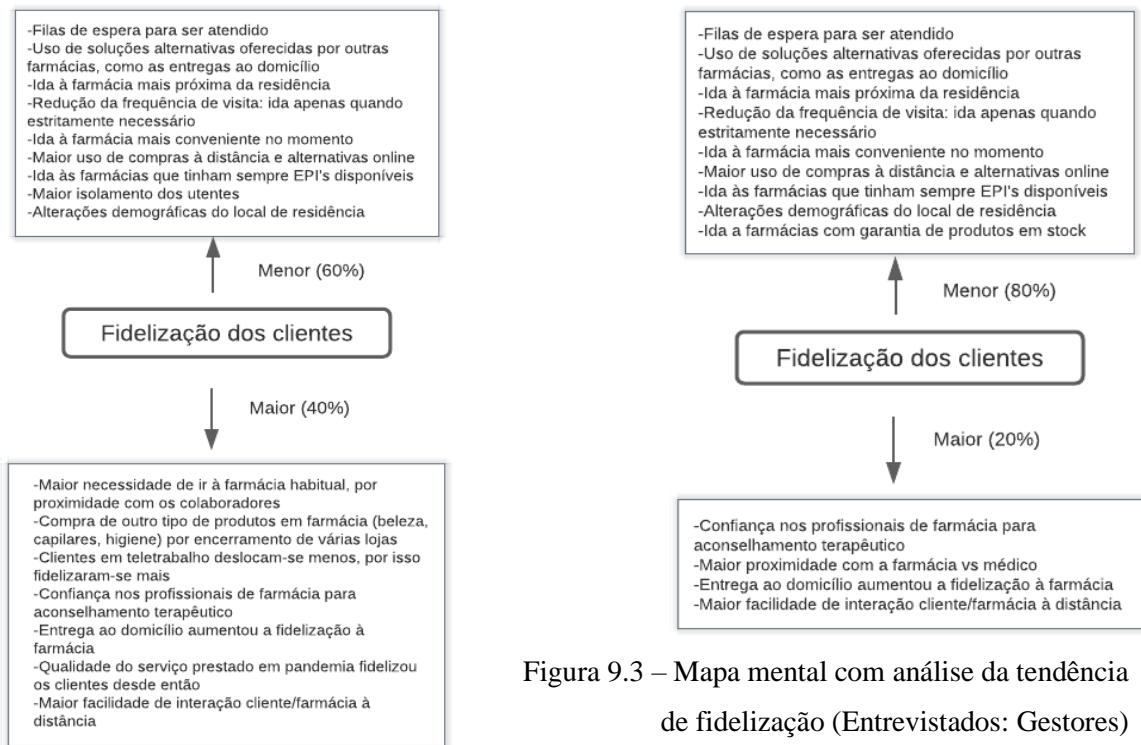 -Filas de espera para ser atendido
-Uso de soluções alternativas oferecidas por outras
farmácias, como as entregas ao domicílio
-Ida à farmácia mais próxima da residência
-Redução da frequência de visita: ida apenas quando
estritamente necessário
-Ida à farmácia mais conveniente no momento
-Maior uso de compras à distância e alternativas online
-Ida às farmácias que tinham sempre EPI's disponíveis
-Maior isolamento dos utentes
-Alterações demográficas do local de residência
Menor (60%)
Fidelização dos clientes
Maior (40%)
-Maior necessidade de ir à farmácia habitual, por
proximidade com os colaboradores
-Compra de outro tipo de produtos em farmácia (beleza,
capilares, higiene) por encerramento de várias lojas
-Clientes em teletrabalho deslocam-se menos, por isso
fidelizaram-se mais
-Confiança nos profissionais de farmácia para
aconselhamento terapêutico
-Entrega ao domicílio aumentou a fidelização à
farmácia
-Qualidade do serviço prestado em pandemia fidelizou
os clientes desde então
-Maior facilidade de interação cliente/farmácia à
distância
-Filas de espera para ser atendido
-Uso de soluções alternativas oferecidas por outras
farmácias, como as entregas ao domicílio
-Ida à farmácia mais próxima da residência
-Redução da frequência de visita: ida apenas quando
estritamente necessário
-Ida à farmácia mais conveniente no momento
-Maior uso de compras à distância e alternativas online
-Ida às farmácias que tinham sempre EPI's disponíveis
-Alterações demográficas do local de residência
-Ida a farmácias com garantia de produtos em stock
Menor (80%)
Fidelização dos clientes
Maior (20%)
-Confiança nos profissionais de farmácia para
aconselhamento terapêutico
-Maior proximidade com a farmácia vs médico
-Entrega ao domicílio aumentou a fidelização à farmácia
-Maior facilidade de interação cliente/farmácia à distância
Figura 9.3 – Mapa mental com análise da tendência
de fidelização (Entrevistados: Gestores)